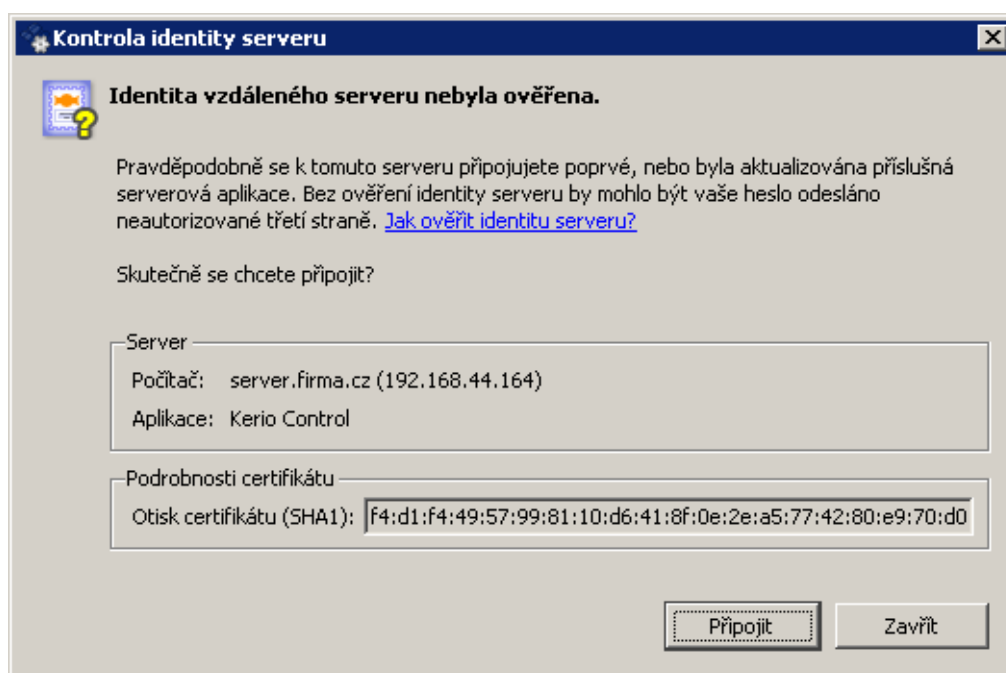 Kontrola identity serveru
Identita vzdáleného serveru nebyla ověřena.
Pravděpodobně se k tomuto serveru připojujete poprvé, nebo byla aktualizována příslušná
serverová aplikace. Bez ověření identity serveru by mohlo být vaše heslo odesláno
neautorizované třetí straně. Jak ověřit identitu serveru?
Skutečně se chcete připojit?
Server
Počítač: server.firma.cz (192.168.44.164)
Aplikace: Kerio Control
Podrobnosti certifikátu
Otisk certifikátu (SHA1): f4:d1:f4:49:57:99:81:10:d6:41:8f:0e:2e:a5:77:42:80:e9:70:d0
Připojit Zavřít